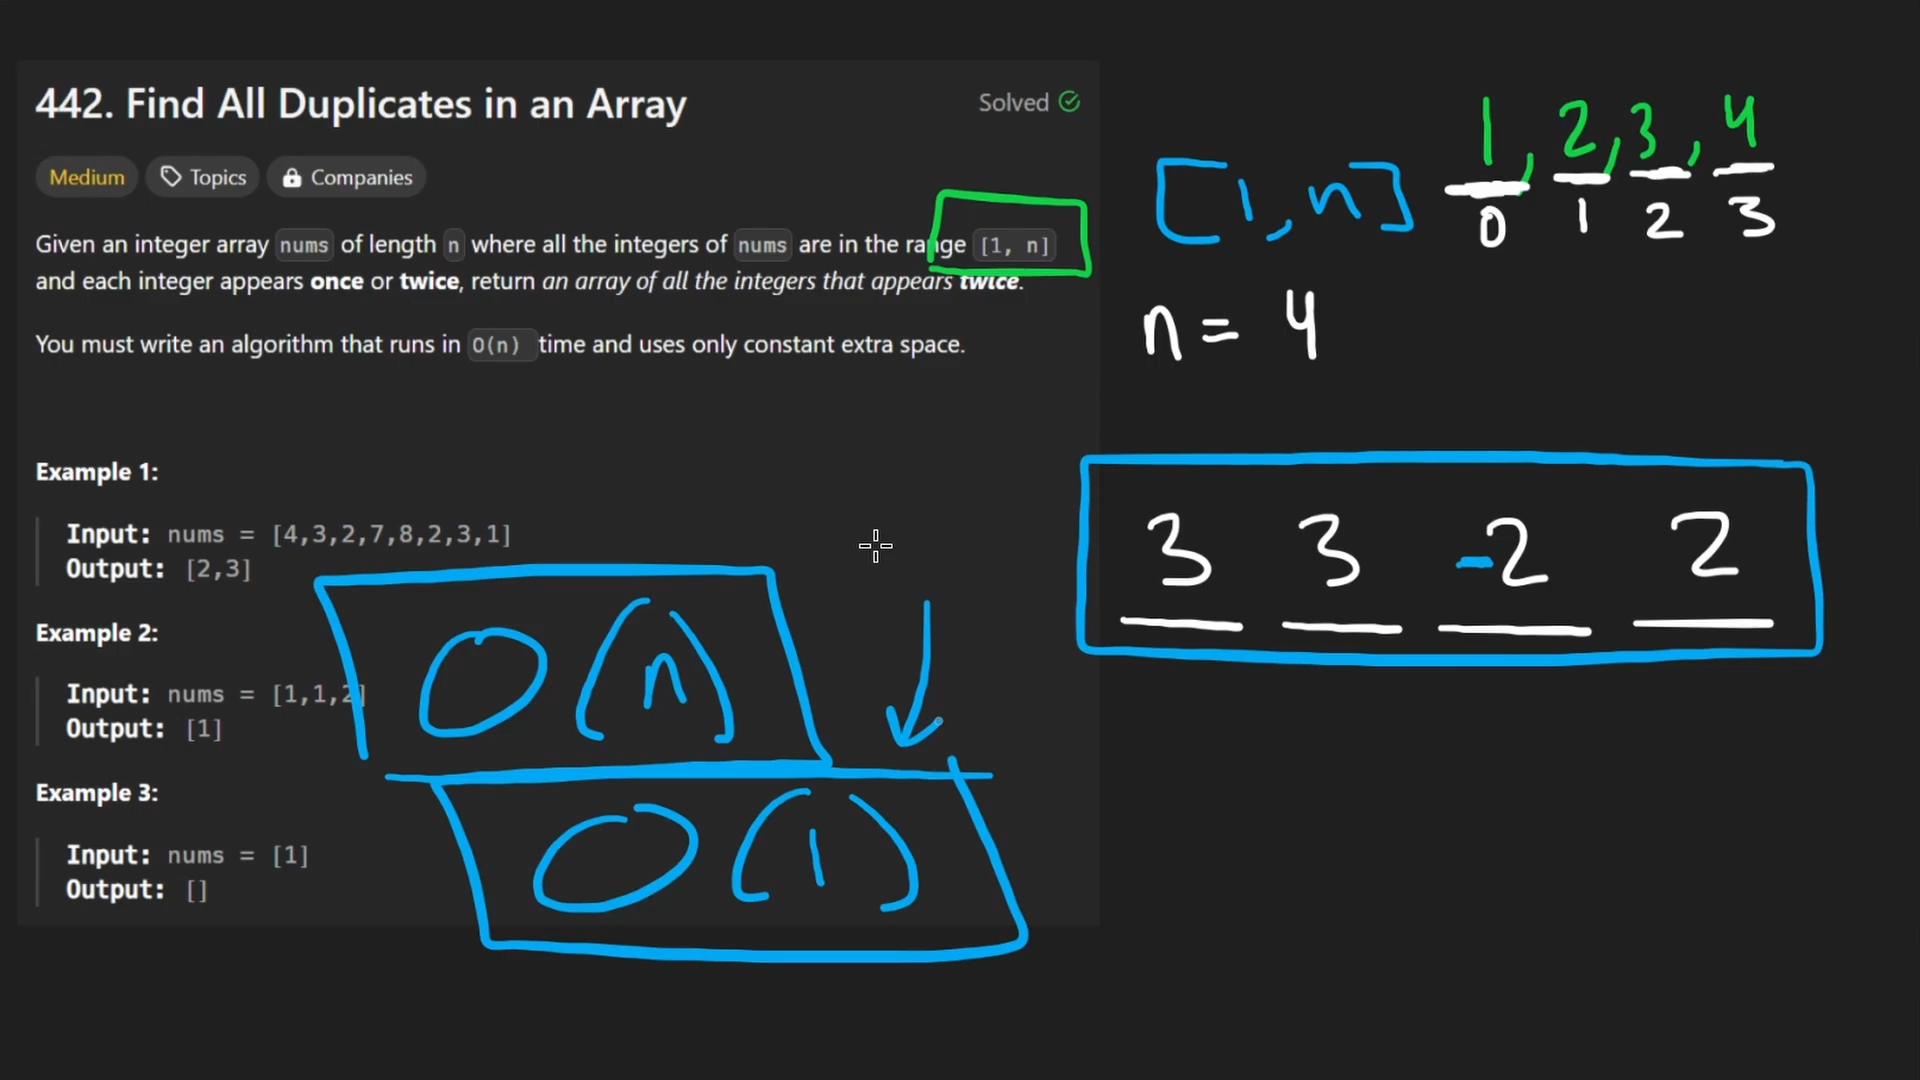 442. Find All Duplicates in an Array
Solved
Medium
Topics
Companies
Given an integer array nums of length n where all the integers of nums are in the range [1, n]
and each integer appears once or twice, return an array of all the integers that appears twice.
You must write an algorithm that runs in O(n) time and uses only constant extra space.
Example 1:
Input: nums = [4,3,2,7,8,2,3,1]
Output: [2,3]
Example 2:
Input: nums = [1,1,2]
Output: [1]
Example 3:
Input: nums = [1]
Output: []
O(n)
O(1)
[1,n]
1, 2, 3, 4
0 1 2 3
n = 4
3 3 -2 2